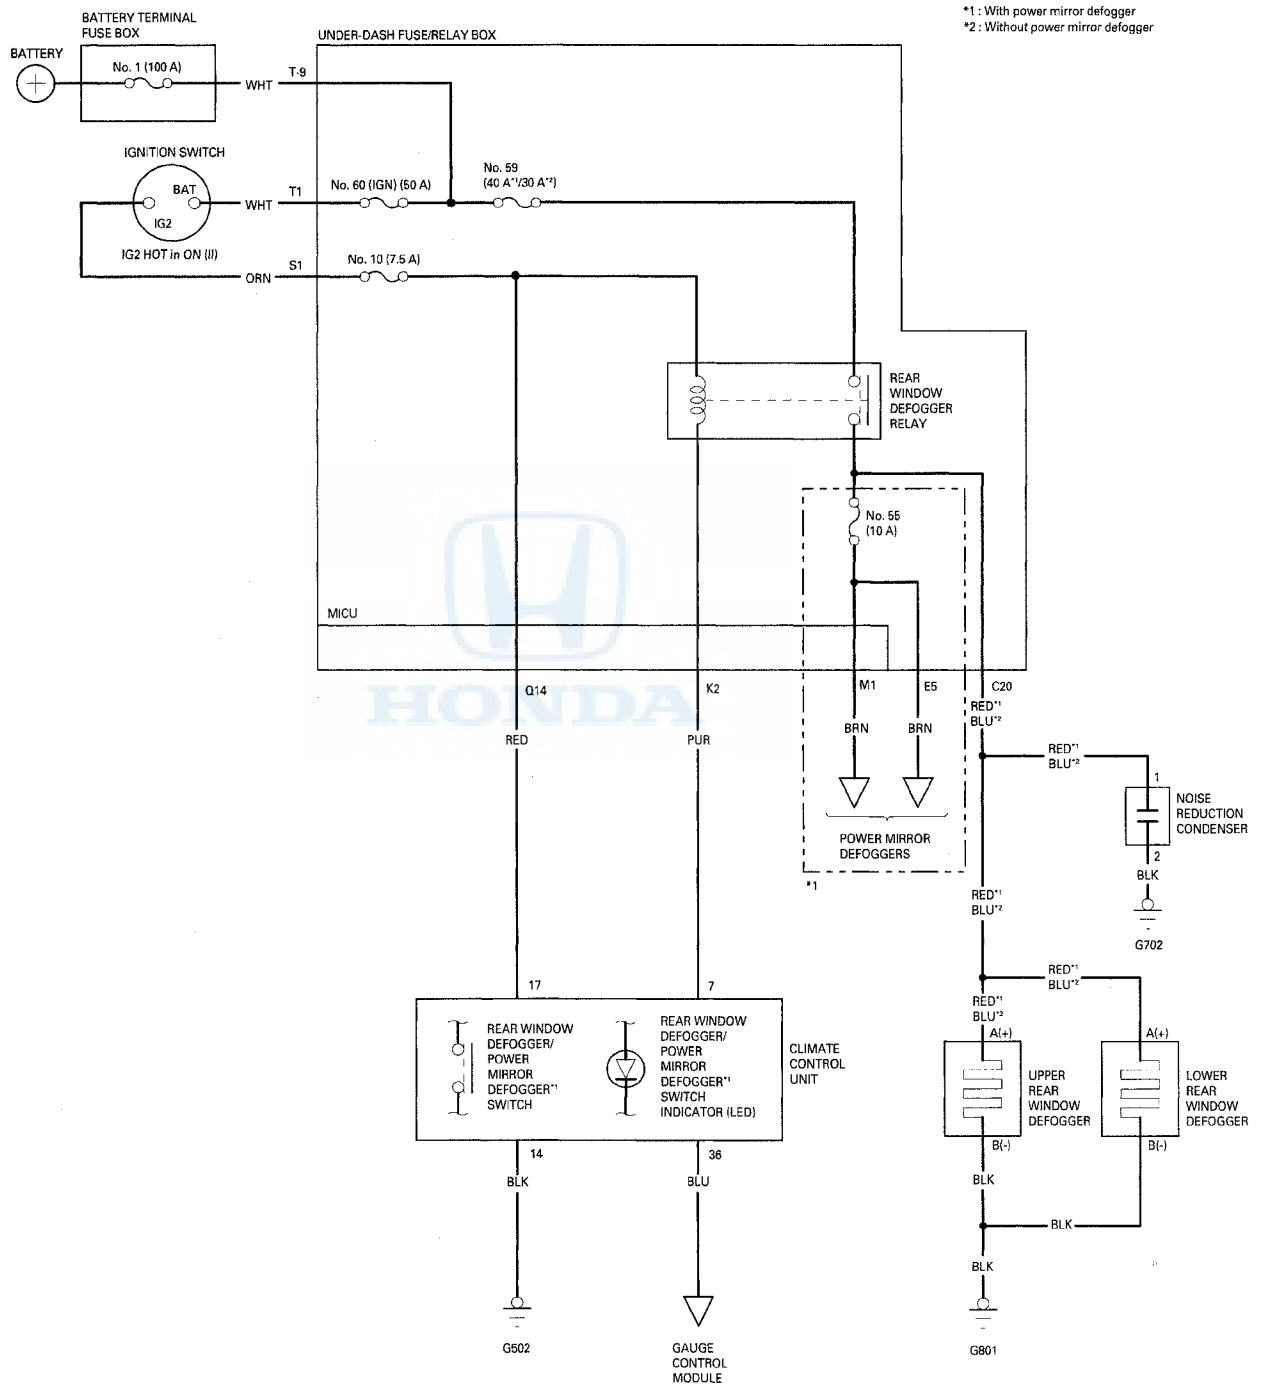 *1 : With power mirror defogger
*2 : Without power mirror defogger
BATTERY TERMINAL
FUSE BOX
UNDER-DASH FUSE/RELAY BOX
BATTERY
No. 1 (100 A)
WHT
T-9
IGNITION SWITCH
BAT
IG2
IG2 HOT in ON (II)
WHT
T1
No. 60 (IGN) (50 A)
No. 59
(40 A*1/30 A*2)
ORN
S1
No. 10 (7.5 A)
REAR
WINDOW
DEFOGGER
RELAY
No. 55
(10 A)
MICU
HONDA
Q14
K2
M1
E5
C20
RED*1
BLU*2
RED
PUR
BRN
BRN
RED*1
BLU*2
1
NOISE
REDUCTION
CONDENSER
2
BLK
G702
POWER MIRROR
DEFOGGERS
*1
RED*1
BLU*2
RED*1
BLU*2
RED*1
BLU*2
17
7
REAR WINDOW
DEFOGGER/
POWER
MIRROR
DEFOGGER*1
SWITCH
REAR WINDOW
DEFOGGER/
POWER
MIRROR
DEFOGGER*1
SWITCH
INDICATOR (LED)
CLIMATE
CONTROL
UNIT
A(+)
A(+)
UPPER
REAR
WINDOW
DEFOGGER
LOWER
REAR
WINDOW
DEFOGGER
B(-)
B(-)
14
36
BLK
BLU
BLK
BLK
BLK
G502
GAUGE
CONTROL
MODULE
G801